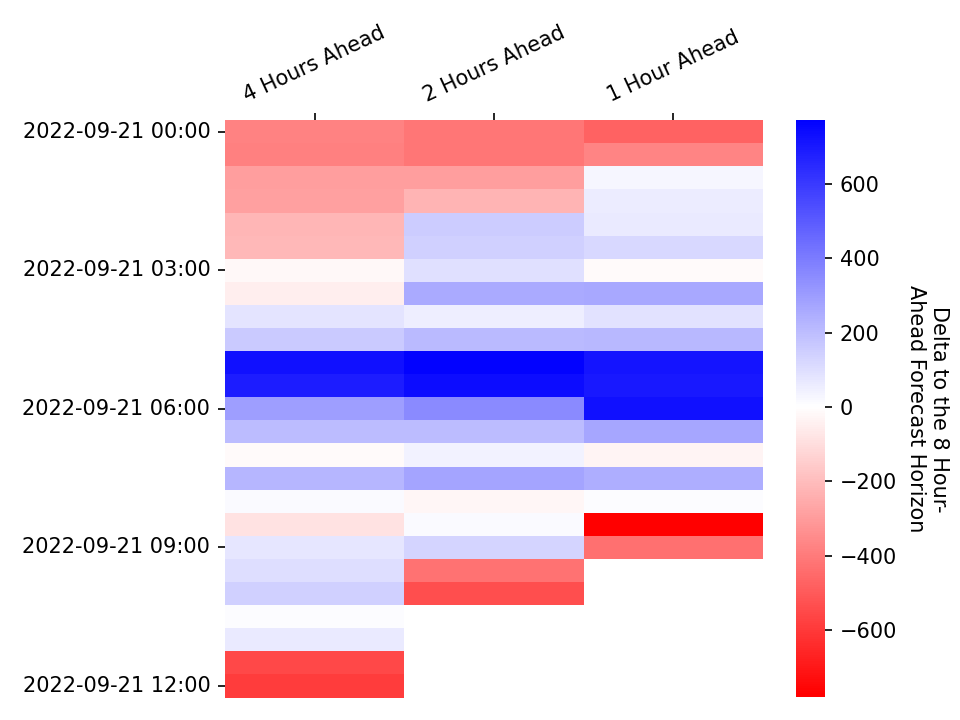 4 Hours Ahead
2 Hours Ahead
1 Hour Ahead
2022-09-21 00:00
2022-09-21 03:00
2022-09-21 06:00
2022-09-21 09:00
2022-09-21 12:00
600
400
200
0
−200
−400
−600
Delta to the 8 Hour-
Ahead Forecast Horizon